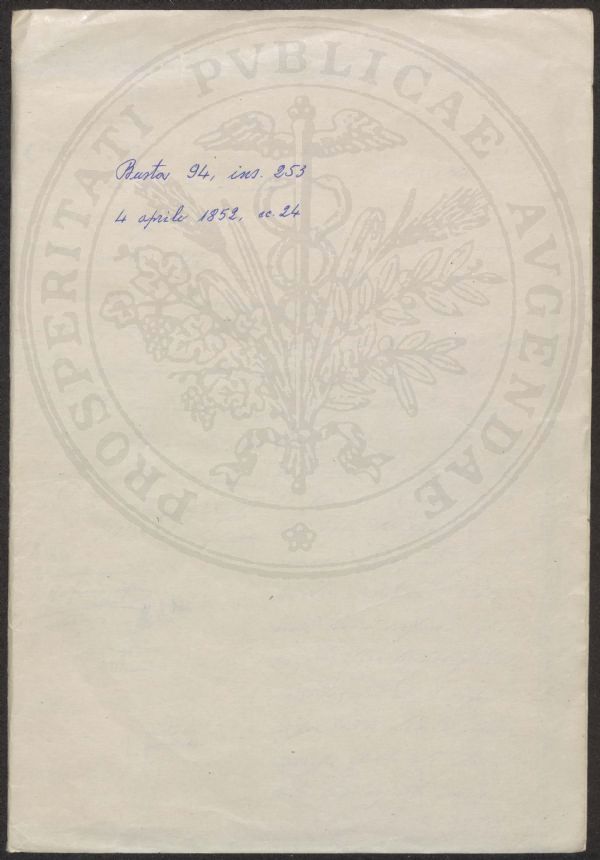 PROSPERITATI PVBLICAE AVGENDAE
Busta 94, ins. 253
4 aprile 1852, cc. 24